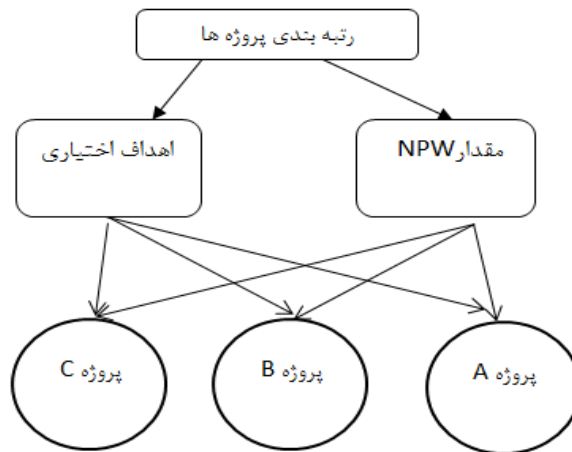 رتبه بندی پروژه ها
مقدارNPW
اهداف اختیاری
پروژه A
پروژه B
پروژه C